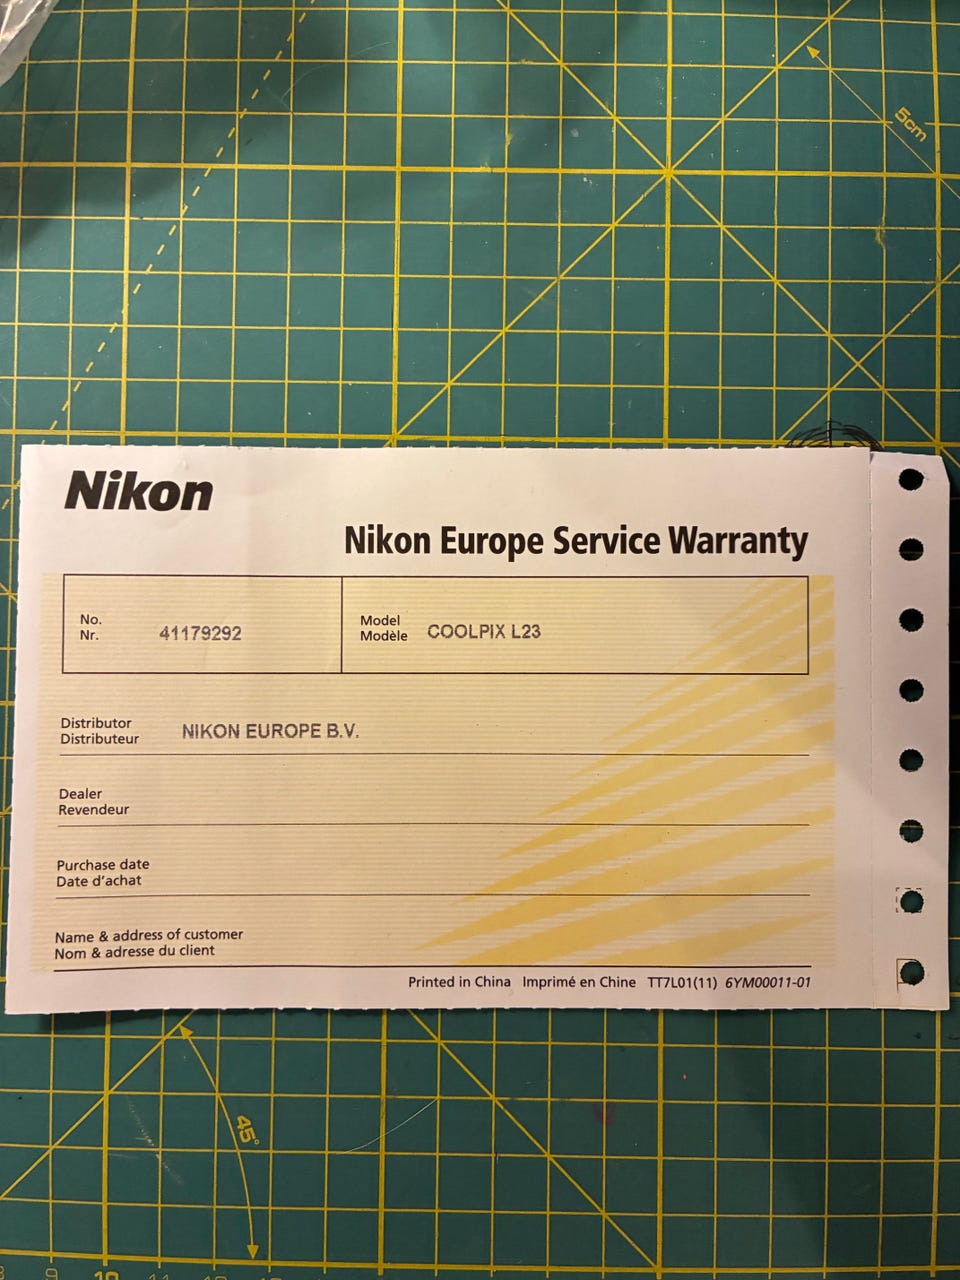 5cm
Nikon
Nikon Europe Service Warranty
No.
Nr.
41179292
Model
Modèle
COOLPIX L23
Distributor
Distributeur
NIKON EUROPE B.V.
Dealer
Revendeur
Purchase date
Date d'achat
Name & address of customer
Nom & adresse du client
Printed in China Imprimé en Chine TT7L01(11) 6YM00011-01
45°
9 10